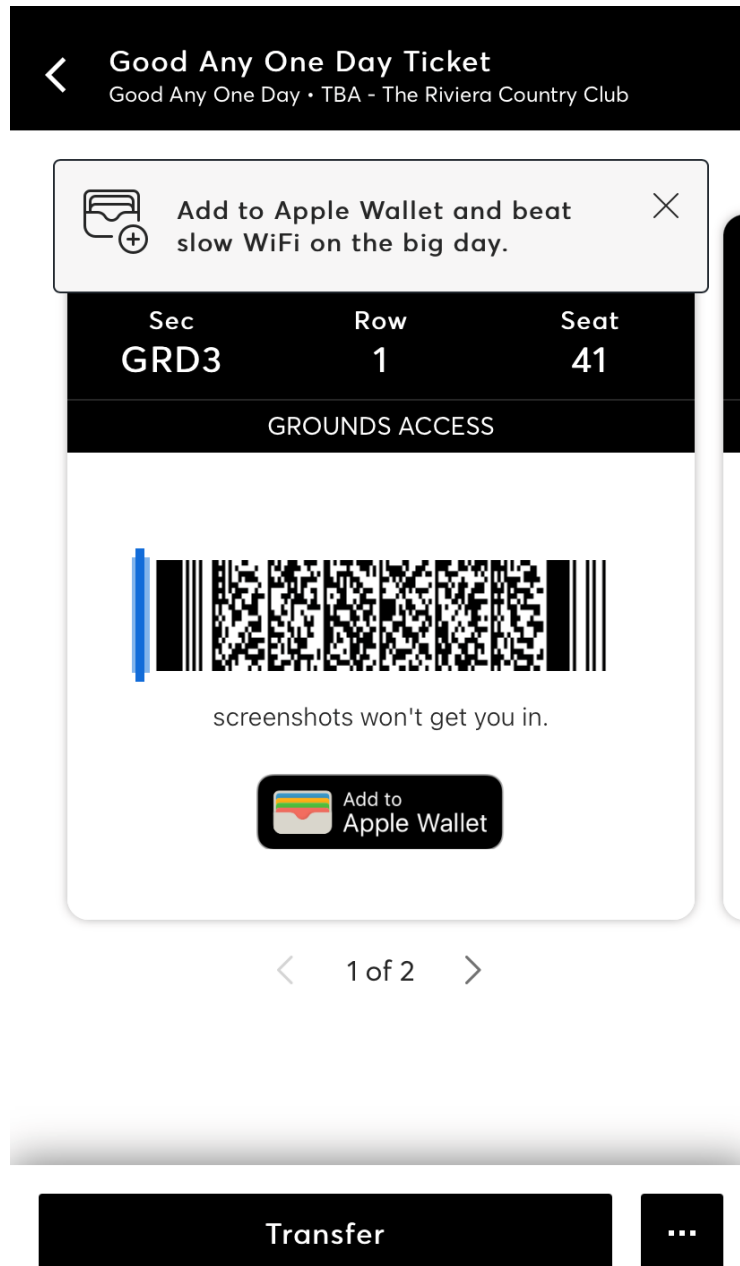 Good Any One Day Ticket
Good Any One Day • TBA - The Riviera Country Club
Add to Apple Wallet and beat
slow WiFi on the big day.
Sec Row Seat
GRD3 1 41
GROUNDS ACCESS
screenshots won't get you in.
Add to
Apple Wallet
1 of 2
Transfer